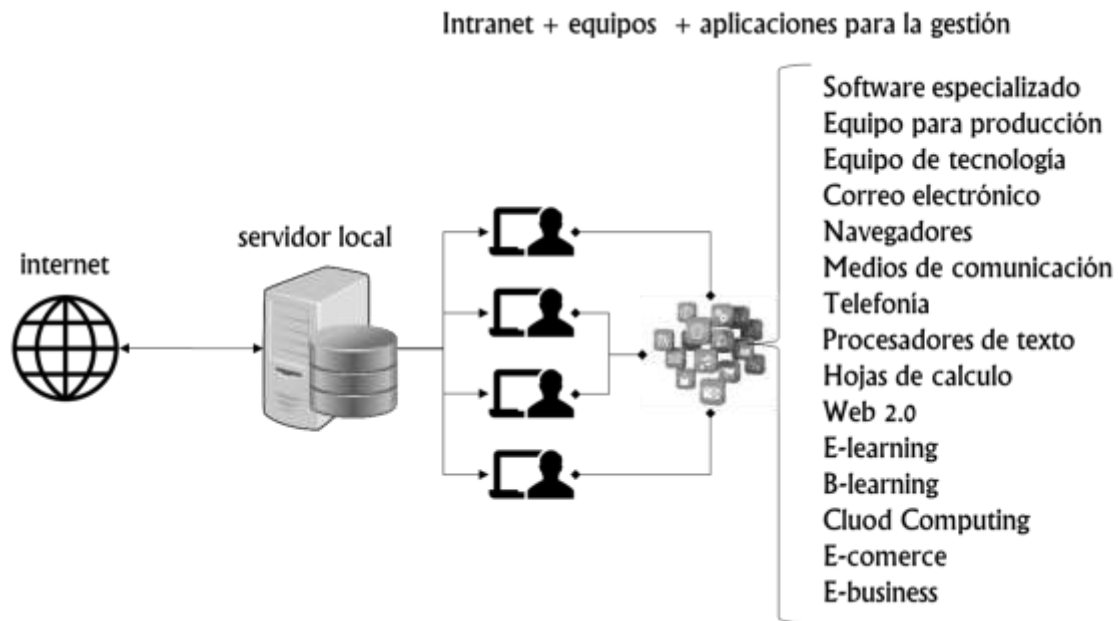 Intranet + equipos + aplicaciones para la gestión
internet
servidor local
Software especializado
Equipo para producción
Equipo de tecnología
Correo electrónico
Navegadores
Medios de comunicación
Telefonía
Procesadores de texto
Hojas de calculo
Web 2.0
E-learning
B-learning
Cluod Computing
E-comerce
E-business